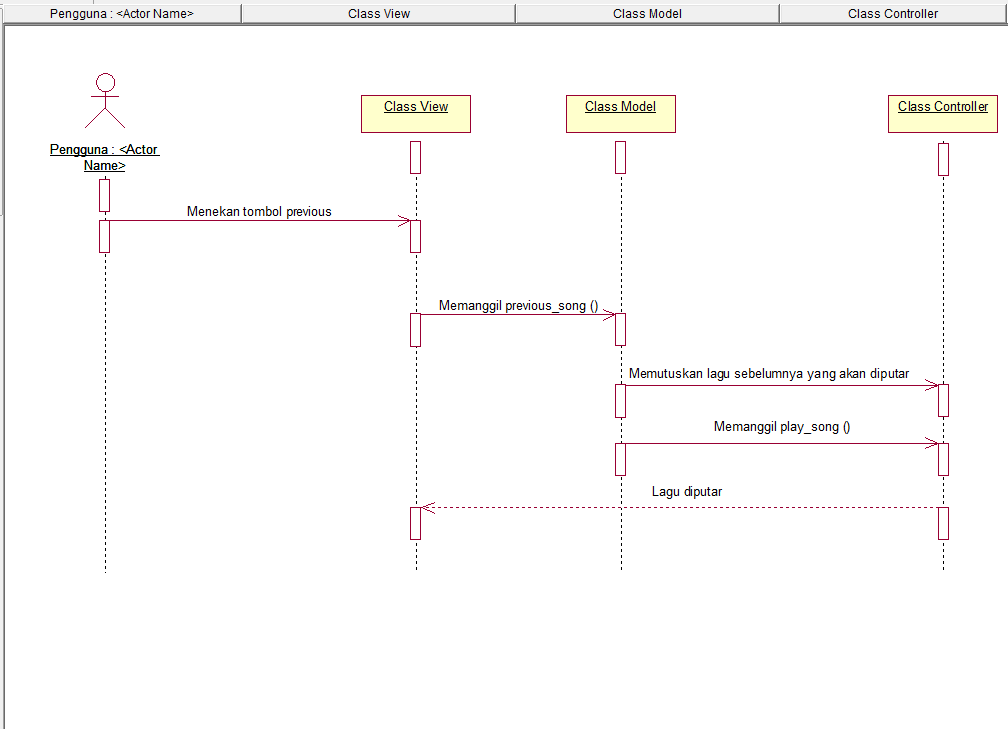 Pengguna : <Actor Name>
Class View
Class Model
Class Controller
Class View
Class Model
Class Controller
Pengguna : <Actor
Name>
Menekan tombol previous
Memanggil previous_song ()
Memutuskan lagu sebelumnya yang akan diputar
Memanggil play_song ()
Lagu diputar